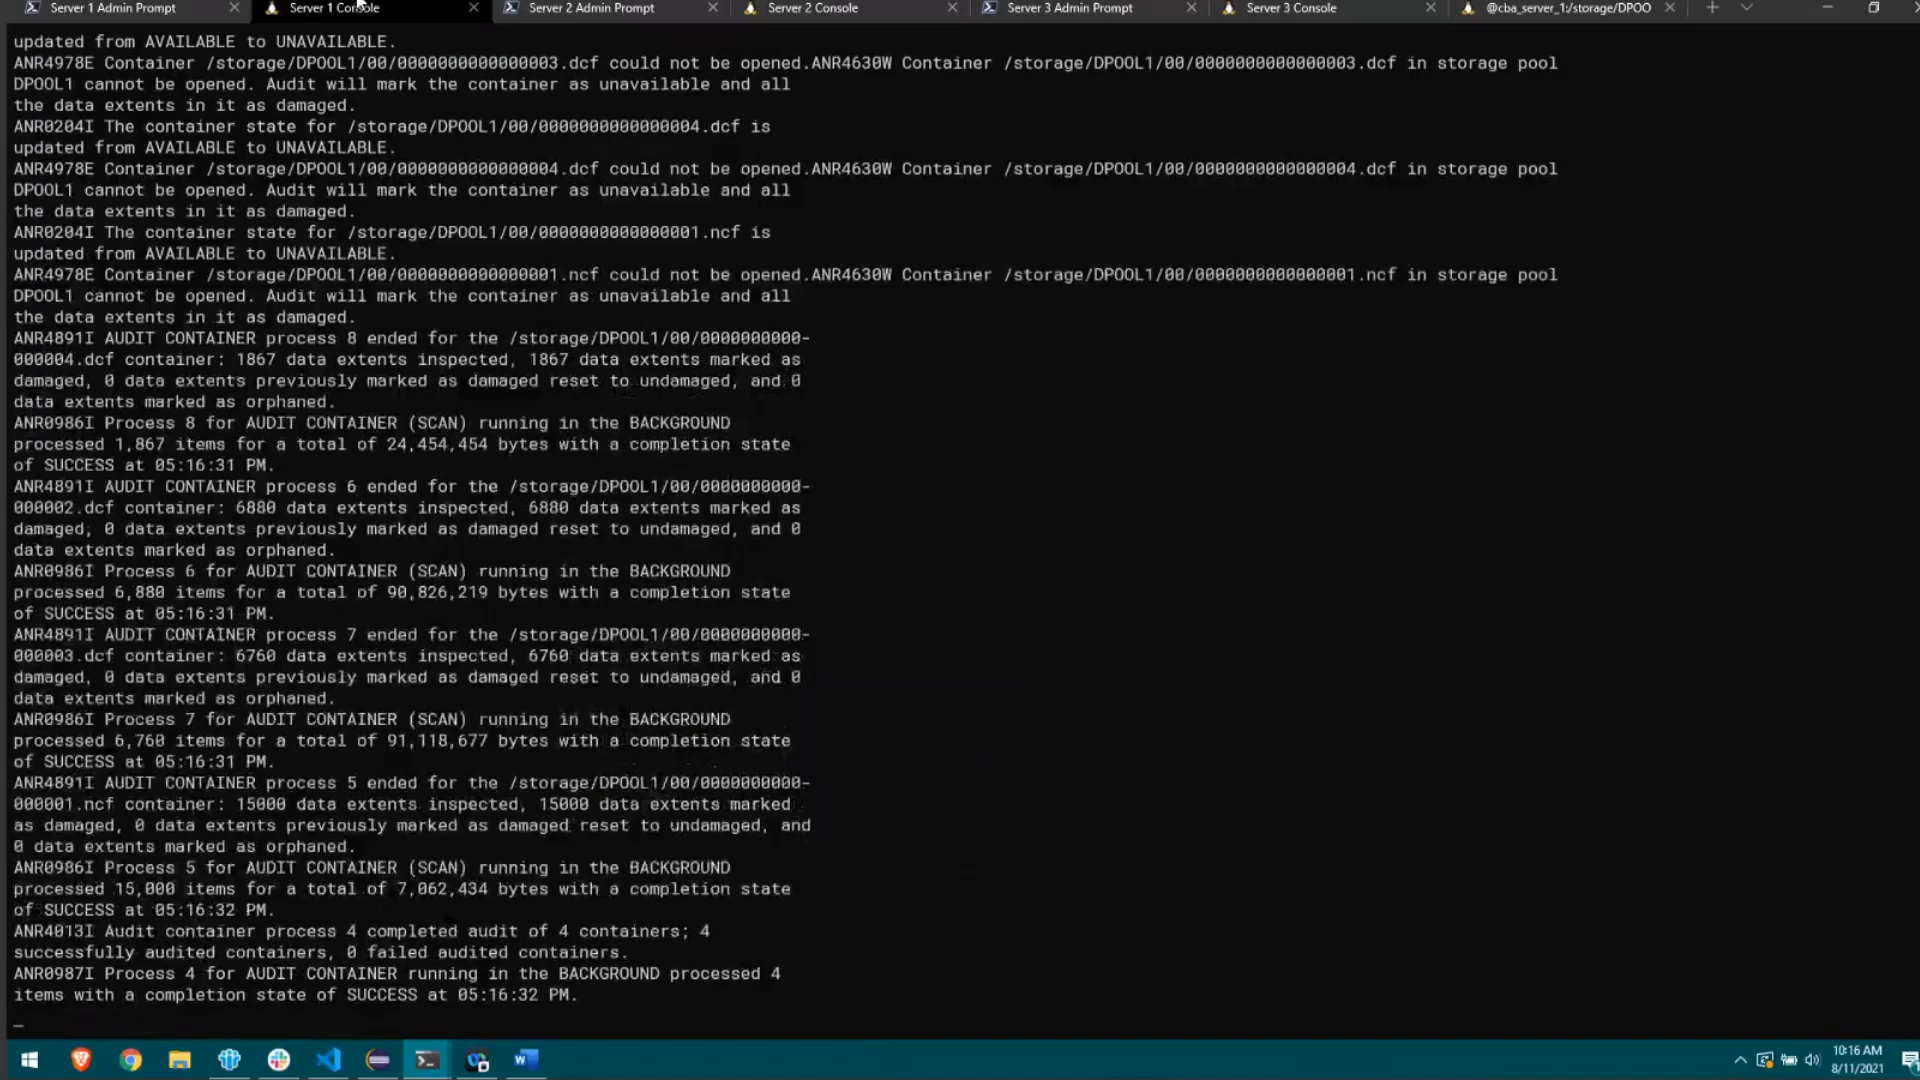 Server 1 Admin Prompt Server 1 Console Server 2 Admin Prompt Server 2 Console Server 3 Admin Prompt Server 3 Console @cba_server_1:/storage/DPOO
updated from AVAILABLE to UNAVAILABLE.
ANR4978E Container /storage/DPOOL1/00/0000000000000003.dcf could not be opened.ANR4630W Container /storage/DPOOL1/00/0000000000000003.dcf in storage pool
DPOOL1 cannot be opened. Audit will mark the container as unavailable and all
the data extents in it as damaged.
ANR0204I The container state for /storage/DPOOL1/00/0000000000000004.dcf is
updated from AVAILABLE to UNAVAILABLE.
ANR4978E Container /storage/DPOOL1/00/0000000000000004.dcf could not be opened.ANR4630W Container /storage/DPOOL1/00/0000000000000004.dcf in storage pool
DPOOL1 cannot be opened. Audit will mark the container as unavailable and all
the data extents in it as damaged.
ANR0204I The container state for /storage/DPOOL1/00/0000000000000001.ncf is
updated from AVAILABLE to UNAVAILABLE.
ANR4978E Container /storage/DPOOL1/00/0000000000000001.ncf could not be opened.ANR4630W Container /storage/DPOOL1/00/0000000000000001.ncf in storage pool
DPOOL1 cannot be opened. Audit will mark the container as unavailable and all
the data extents in it as damaged.
ANR4891I AUDIT CONTAINER process 8 ended for the /storage/DPOOL1/00/0000000000-
000004.dcf container: 1867 data extents inspected, 1867 data extents marked as
damaged, 0 data extents previously marked as damaged reset to undamaged, and 0
data extents marked as orphaned.
ANR0986I Process 8 for AUDIT CONTAINER (SCAN) running in the BACKGROUND
processed 1,867 items for a total of 24,454,454 bytes with a completion state
of SUCCESS at 05:16:31 PM.
ANR4891I AUDIT CONTAINER process 6 ended for the /storage/DPOOL1/00/0000000000-
000002.dcf container: 6880 data extents inspected, 6880 data extents marked as
damaged, 0 data extents previously marked as damaged reset to undamaged, and 0
data extents marked as orphaned.
ANR0986I Process 6 for AUDIT CONTAINER (SCAN) running in the BACKGROUND
processed 6,880 items for a total of 90,826,219 bytes with a completion state
of SUCCESS at 05:16:31 PM.
ANR4891I AUDIT CONTAINER process 7 ended for the /storage/DPOOL1/00/0000000000-
000003.dcf container: 6760 data extents inspected, 6760 data extents marked as
damaged, 0 data extents previously marked as damaged reset to undamaged, and 0
data extents marked as orphaned.
ANR0986I Process 7 for AUDIT CONTAINER (SCAN) running in the BACKGROUND
processed 6,760 items for a total of 91,118,677 bytes with a completion state
of SUCCESS at 05:16:31 PM.
ANR4891I AUDIT CONTAINER process 5 ended for the /storage/DPOOL1/00/0000000000-
000001.ncf container: 15000 data extents inspected, 15000 data extents marked
as damaged, 0 data extents previously marked as damaged reset to undamaged, and
0 data extents marked as orphaned.
ANR0986I Process 5 for AUDIT CONTAINER (SCAN) running in the BACKGROUND
processed 15,000 items for a total of 7,062,434 bytes with a completion state
of SUCCESS at 05:16:32 PM.
ANR4013I Audit container process 4 completed audit of 4 containers; 4
successfully audited containers, 0 failed audited containers.
ANR0987I Process 4 for AUDIT CONTAINER running in the BACKGROUND processed 4
items with a completion state of SUCCESS at 05:16:32 PM.
10:16 AM
8/11/2021